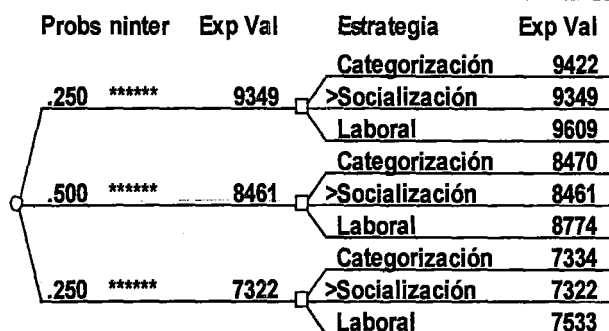 Probs ninter Exp Val Estrategia Exp Val
Categorización 9422
.250 ****** 9349 >Socialización 9349
Laboral 9609
Categorización 8470
.500 ****** 8461 >Socialización 8461
Laboral 8774
Categorización 7334
.250 ****** 7322 >Socialización 7322
Laboral 7533